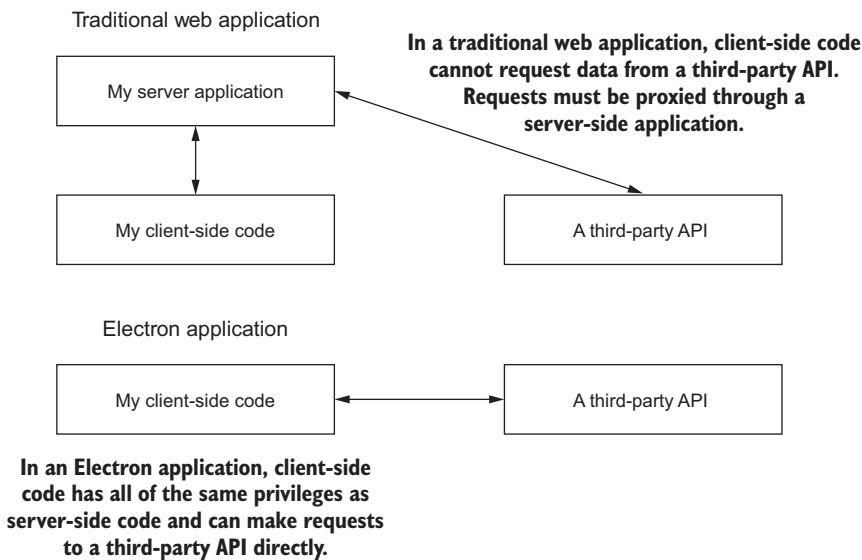 Traditional web application
In a traditional web application, client-side code
cannot request data from a third-party API.
Requests must be proxied through a
server-side application.
My server application
My client-side code
A third-party API
Electron application
My client-side code
A third-party API
In an Electron application, client-side
code has all of the same privileges as
server-side code and can make requests
to a third-party API directly.